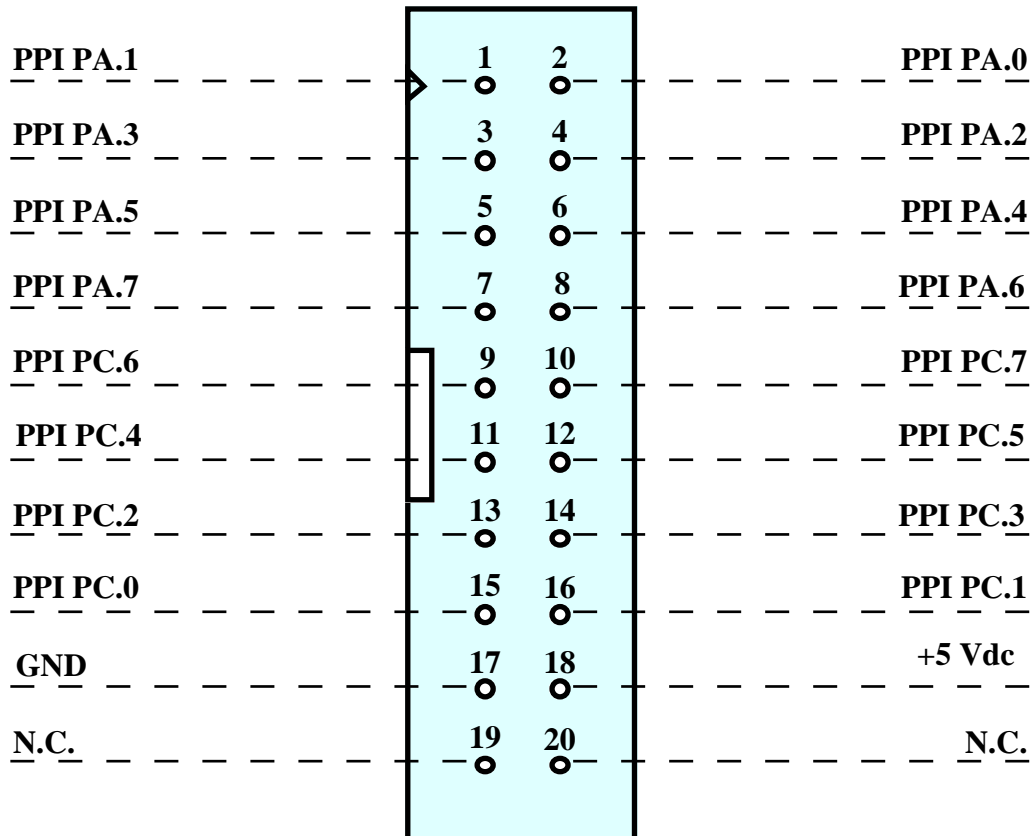 PPI PA.1 1 2 PPI PA.0
PPI PA.3 3 4 PPI PA.2
PPI PA.5 5 6 PPI PA.4
PPI PA.7 7 8 PPI PA.6
PPI PC.6 9 10 PPI PC.7
PPI PC.4 11 12 PPI PC.5
PPI PC.2 13 14 PPI PC.3
PPI PC.0 15 16 PPI PC.1
GND 17 18 +5 Vdc
N.C. 19 20 N.C.